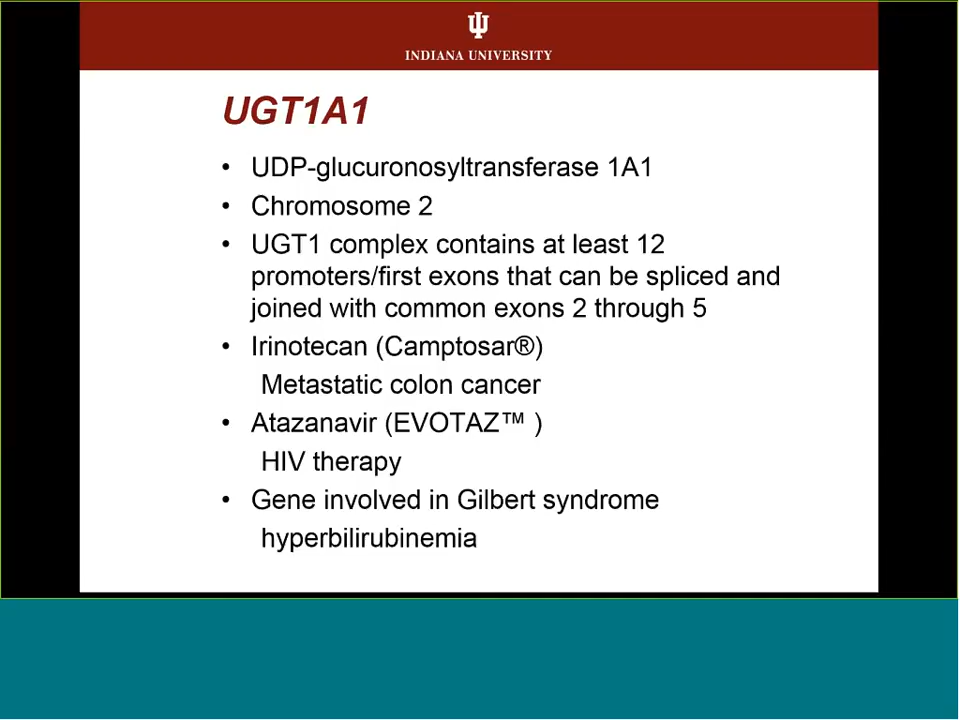 INDIANA UNIVERSITY
UGT1A1
• UDP-glucuronosyltransferase 1A1
• Chromosome 2
• UGT1 complex contains at least 12
promoters/first exons that can be spliced and
joined with common exons 2 through 5
• Irinotecan (Camptosar®)
Metastatic colon cancer
• Atazanavir (EVOTAZ™ )
HIV therapy
• Gene involved in Gilbert syndrome
hyperbilirubinemia